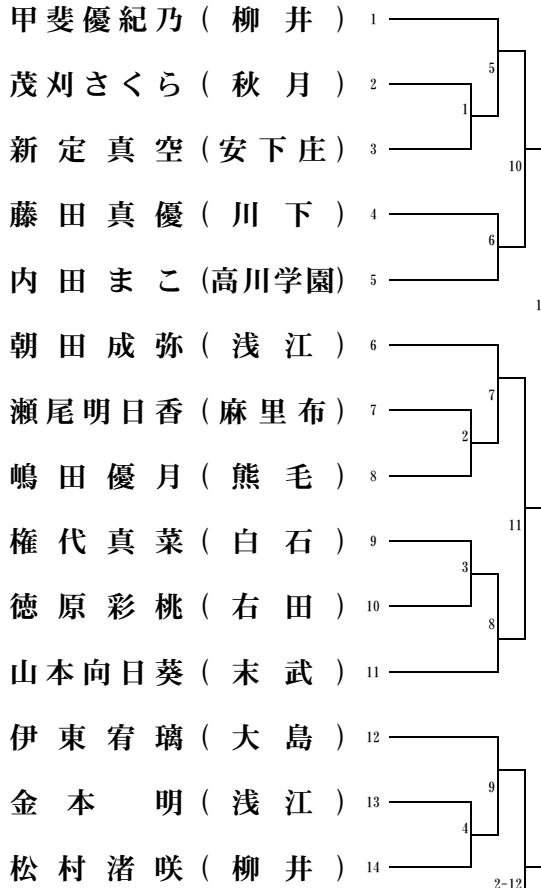 甲斐優紀乃（柳井）1
5
茂刈さくら（秋月）2
1
新定真空（安下庄）3
10
藤田真優（川下）4
6
内田まこ（高川学園）5
1
朝田成弥（浅江）6
7
瀬尾明日香（麻里布）7
2
嶋田優月（熊毛）8
11
権代真菜（白石）9
3
徳原彩桃（右田）10
8
山本向日葵（末武）11
伊東宥璃（大島）12
9
金本明（浅江）13
4
松村渚咲（柳井）14
2-12